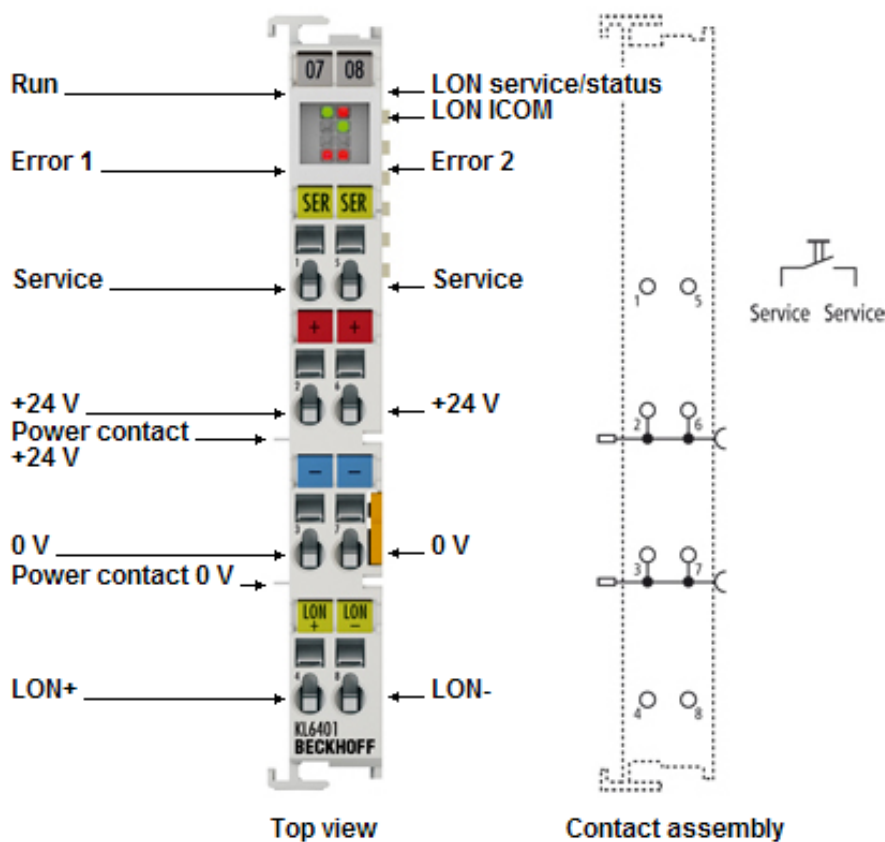 07 08
Run
LON service/status
LON ICOM
Error 1
Error 2
SER SER
1 5
Service
Service
1 5
Service Service
+ +
2 6
+24 V
+24 V
Power contact
+24 V
2 6
− −
3 7
0 V
0 V
Power contact 0 V
3 7
LON + LON −
4 8
LON+
LON-
4 8
KL6401
BECKHOFF
Top view
Contact assembly